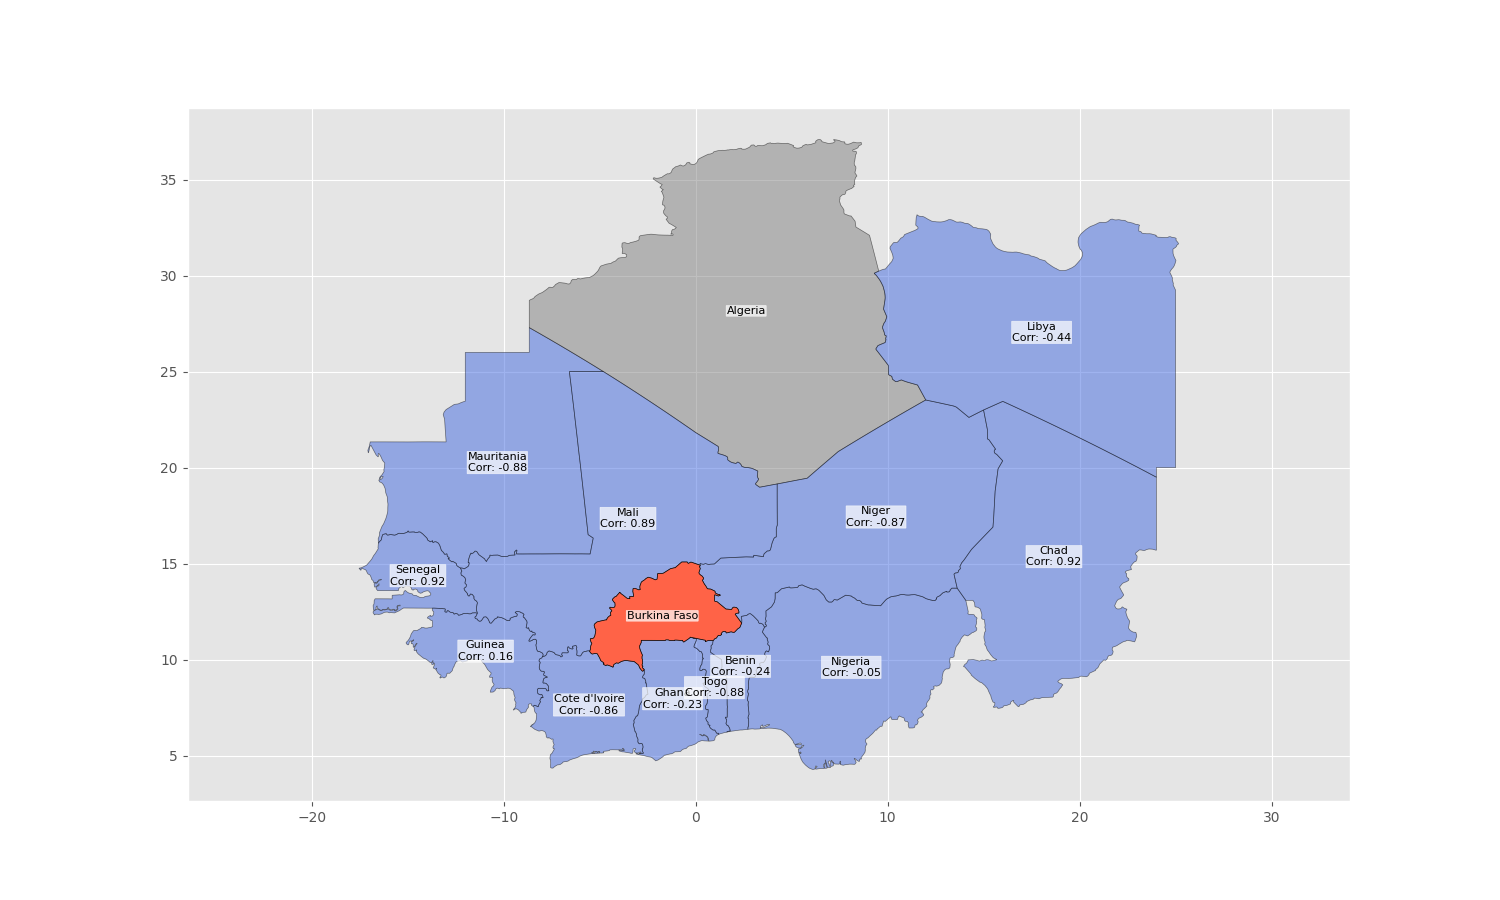 35
30
25
20
15
10
5
Algeria
Libya
Corr: -0.44
Mauritania
Corr: -0.88
Mali
Corr: 0.89
Niger
Corr: -0.87
Chad
Corr: 0.92
Senegal
Corr: 0.92
Burkina Faso
Guinea
Corr: 0.16
Benin
Corr: -0.24
Nigeria
Corr: -0.05
Togo
Corr: -0.88
Cote d'Ivoire
Corr: -0.86
Ghan
Corr: -0.23
−20
−10
0
10
20
30